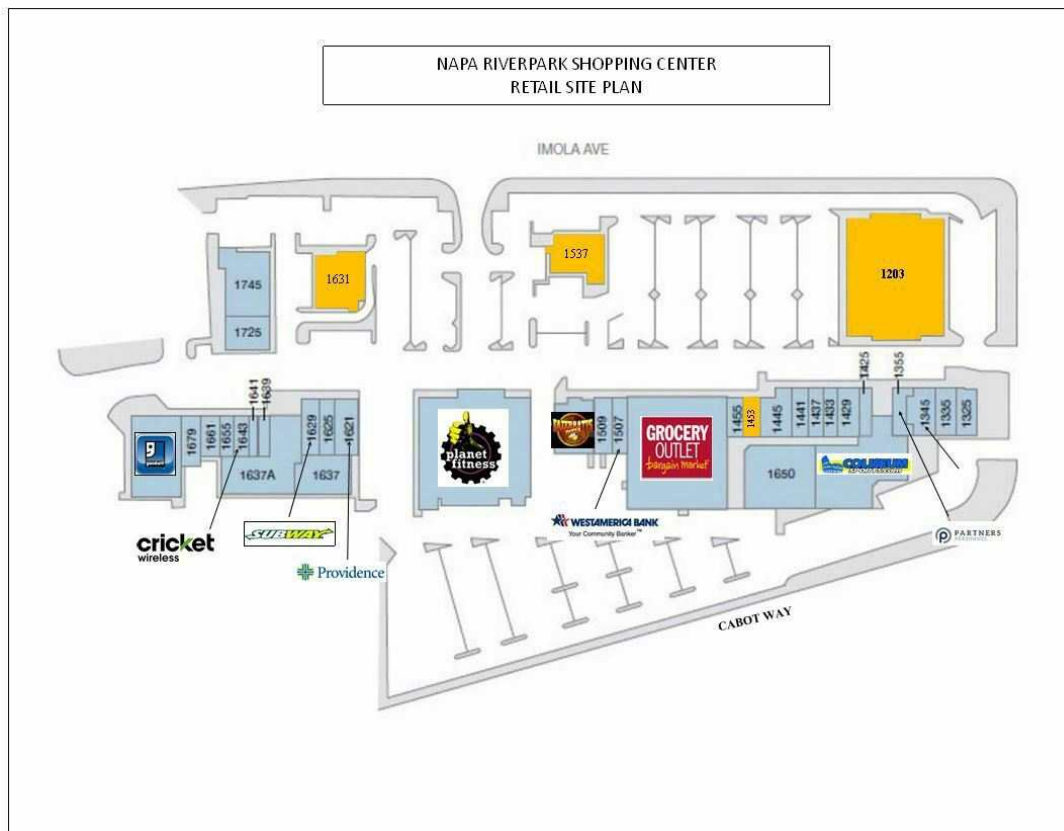 NAPA RIVERPARK SHOPPING CENTER
RETAIL SITE PLAN
IMOLA AVE
1745
1725
1631
1537
1203
1425
1355
1641
1639
1679
1661
1655
1643
1629
1625
1621
1637A
1637
planet
fitness
1509
1507
GROCERY
OUTLET
bargain market
1455
1453
1445
1441
1437
1433
1429
1345
1335
1325
1650
COLISEUM
cricket
wireless
SUBWAY
Providence
WESTAMERICA BANK
Your Community Banker
PARTNERS
PERSONNEL
CABOT WAY